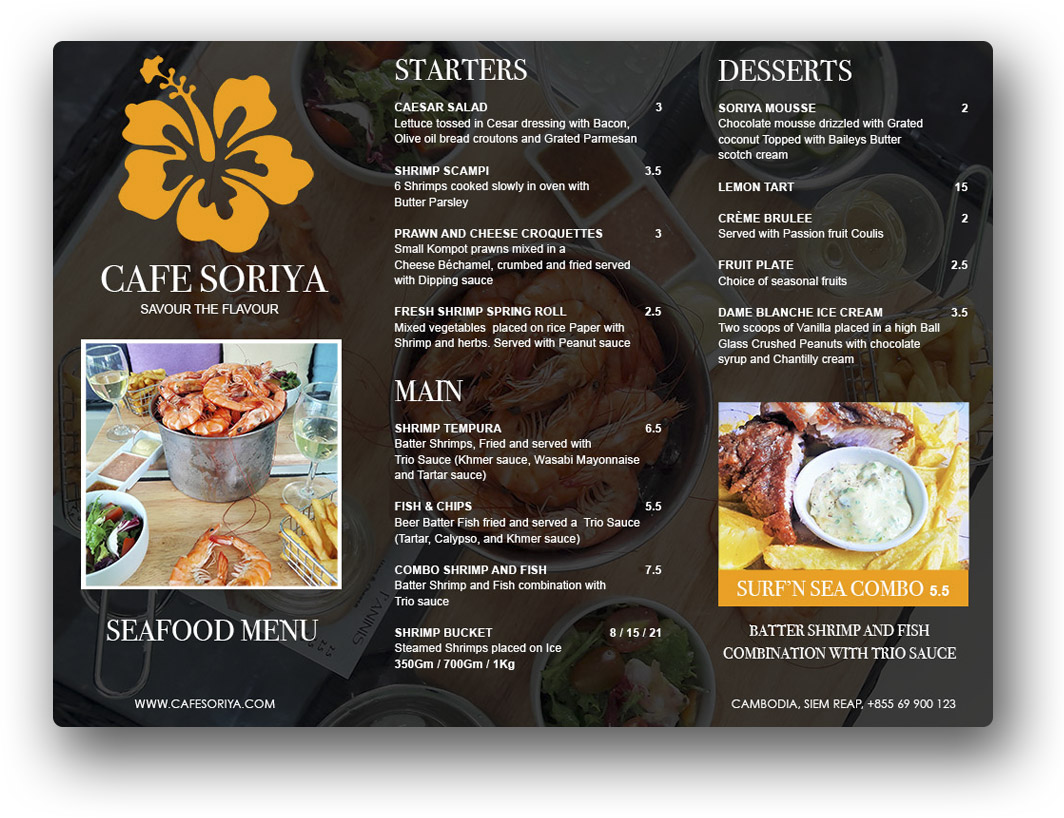 CAFE SORIYA
SAVOUR THE FLAVOUR
SEAFOOD MENU
WWW.CAFESORIYA.COM
STARTERS
CAESAR SALAD 3
Lettuce tossed in Cesar dressing with Bacon,
Olive oil bread croutons and Grated Parmesan
SHRIMP SCAMPI 3.5
6 Shrimps cooked slowly in oven with
Butter Parsley
PRAWN AND CHEESE CROQUETTES 3
Small Kompot prawns mixed in a
Cheese Béchamel, crumbed and fried served
with Dipping sauce
FRESH SHRIMP SPRING ROLL 2.5
Mixed vegetables placed on rice Paper with
Shrimp and herbs. Served with Peanut sauce
MAIN
SHRIMP TEMPURA 6.5
Batter Shrimps, Fried and served with
Trio Sauce (Khmer sauce, Wasabi Mayonnaise
and Tartar sauce)
FISH & CHIPS 5.5
Beer Batter Fish fried and served a Trio Sauce
(Tartar, Calypso, and Khmer sauce)
COMBO SHRIMP AND FISH 7.5
Batter Shrimp and Fish combination with
Trio sauce
SHRIMP BUCKET 8 / 15 / 21
Steamed Shrimps placed on Ice
350Gm / 700Gm / 1Kg
DESSERTS
SORIYA MOUSSE 2
Chocolate mousse drizzled with Grated
coconut Topped with Baileys Butter
scotch cream
LEMON TART 15
CRÈME BRULEE 2
Served with Passion fruit Coulis
FRUIT PLATE 2.5
Choice of seasonal fruits
DAME BLANCHE ICE CREAM 3.5
Two scoops of Vanilla placed in a high Ball
Glass Crushed Peanuts with chocolate
syrup and Chantilly cream
SURF'N SEA COMBO 5.5
BATTER SHRIMP AND FISH
COMBINATION WITH TRIO SAUCE
CAMBODIA, SIEM REAP, +855 69 900 123
PANINIS